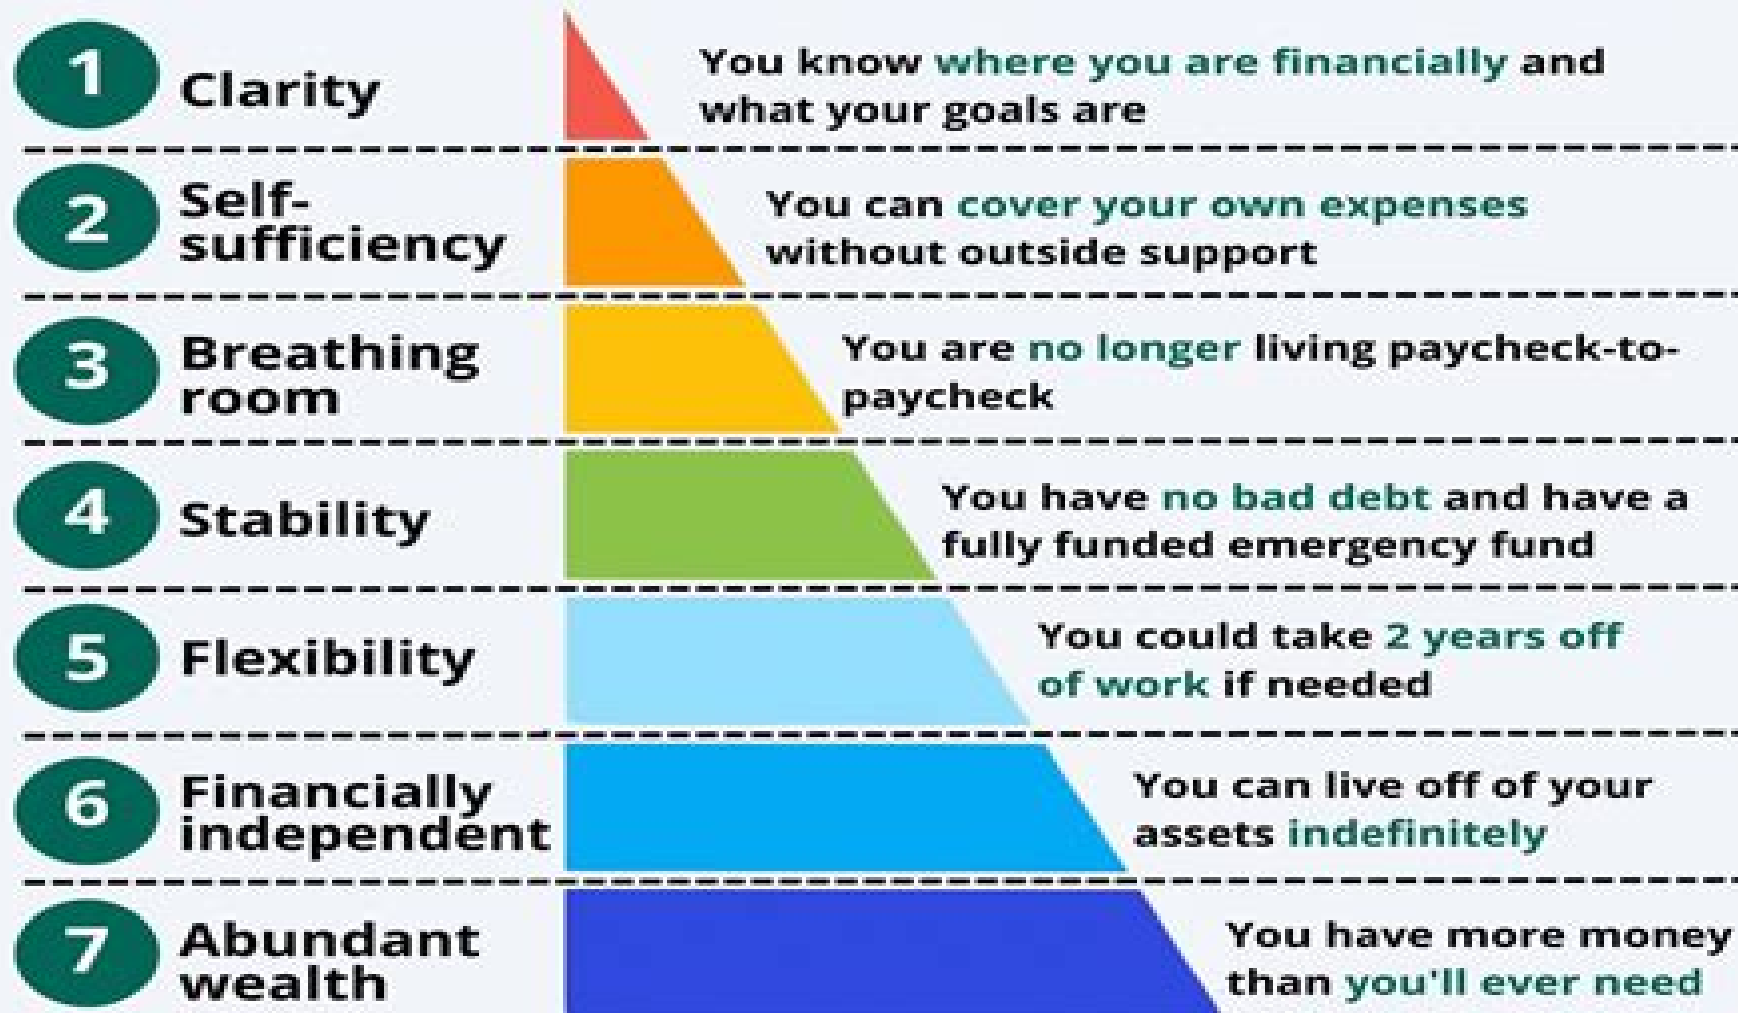 1
Clarity
You know where you are financially and
what your goals are
2
Self-
sufficiency
You can cover your own expenses
without outside support
3
Breathing
room
You are no longer living paycheck-to-
paycheck
4
Stability
You have no bad debt and have a
fully funded emergency fund
5
Flexibility
You could take 2 years off
of work if needed
6
Financially
independent
You can live off of your
assets indefinitely
7
Abundant
wealth
You have more money
than you'll ever need